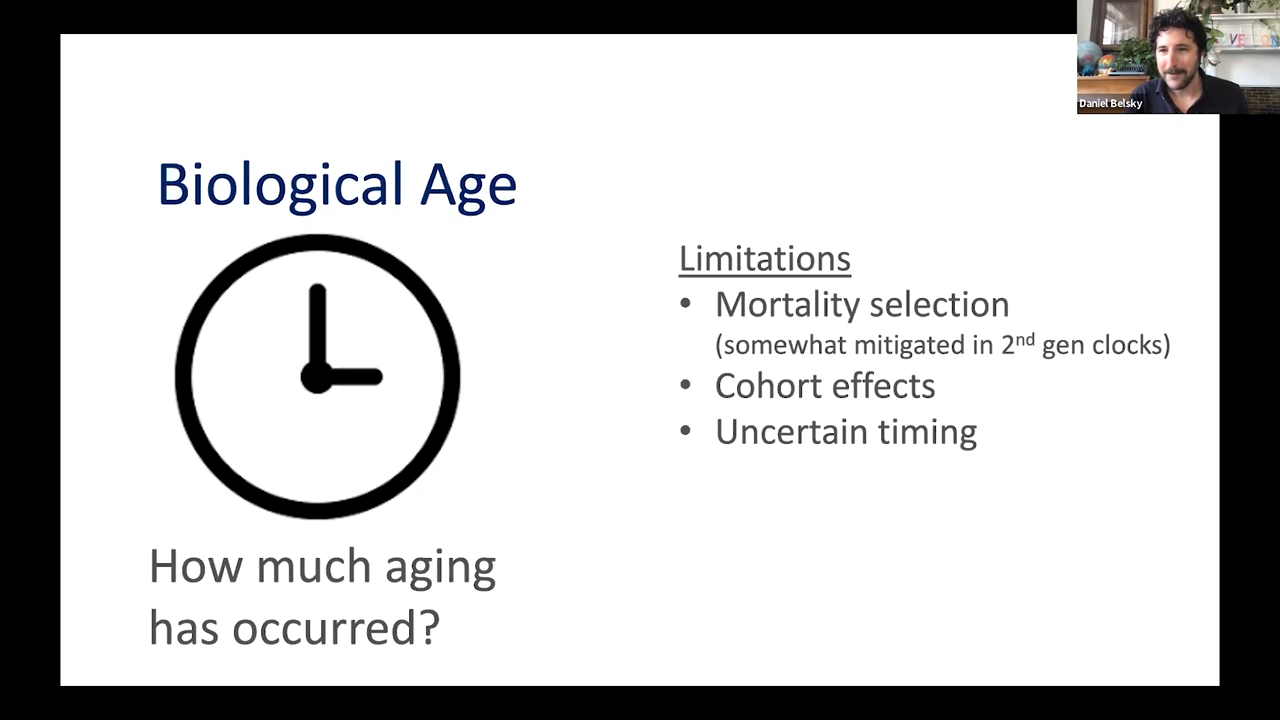 Daniel Belsky
Biological Age
Limitations
• Mortality selection
(somewhat mitigated in 2nd gen clocks)
• Cohort effects
• Uncertain timing
How much aging
has occurred?